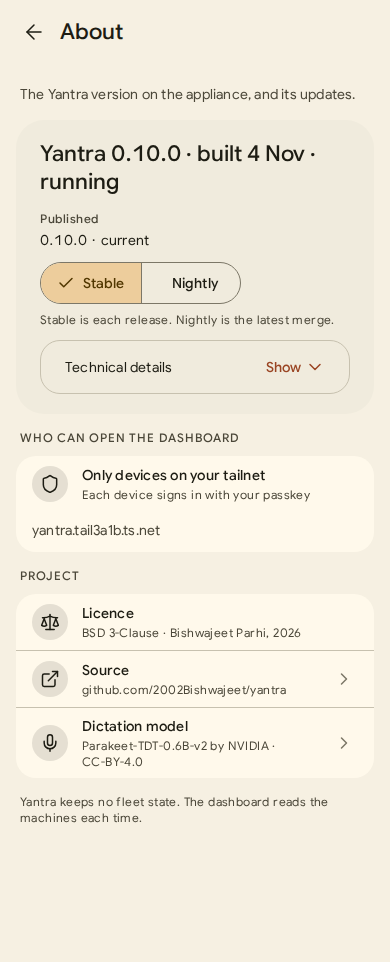 About
The Yantra version on the appliance, and its updates.
Yantra 0.10.0 · built 4 Nov ·
running
Published
0.10.0 · current
Stable
Nightly
Stable is each release. Nightly is the latest merge.
Technical details
Show
WHO CAN OPEN THE DASHBOARD
Only devices on your tailnet
Each device signs in with your passkey
yantra.tail3a1b.ts.net
PROJECT
Licence
BSD 3-Clause · Bishwajeet Parhi, 2026
Source
github.com/2002Bishwajeet/yantra
Dictation model
Parakeet-TDT-0.6B-v2 by NVIDIA ·
CC-BY-4.0
Yantra keeps no fleet state. The dashboard reads the
machines each time.